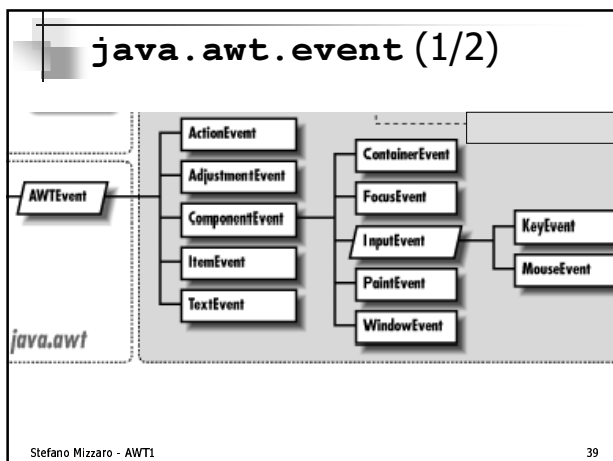 java.awt.event (1/2)
ActionEvent
AdjustmentEvent
AWTEvent
ComponentEvent
ItemEvent
TextEvent
ContainerEvent
FocusEvent
InputEvent
PaintEvent
WindowEvent
KeyEvent
MouseEvent
java.awt
Stefano Mizzaro - AWT1
39